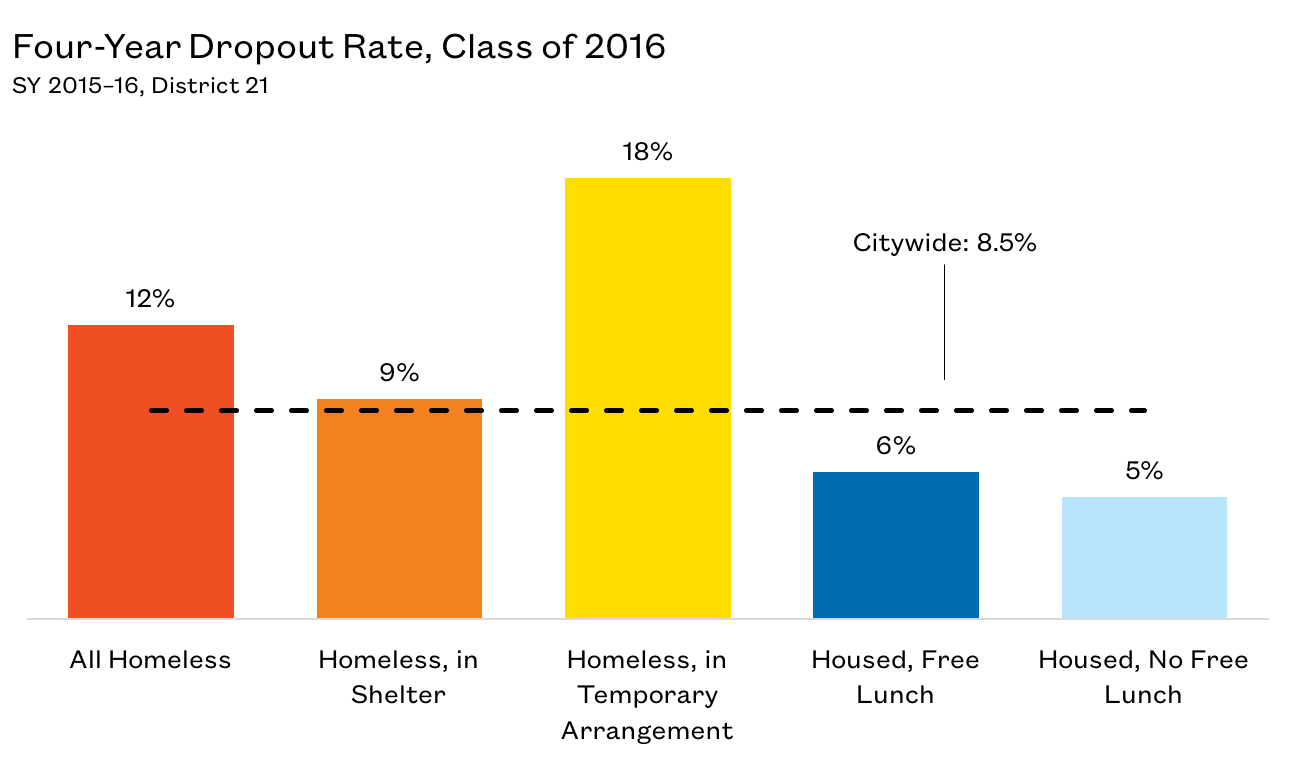 Four-Year Dropout Rate, Class of 2016
SY 2015–16, District 21
18%
Citywide: 8.5%
12%
9%
6%
5%
All Homeless
Homeless, in
Shelter
Homeless, in
Temporary
Arrangement
Housed, Free
Lunch
Housed, No Free
Lunch